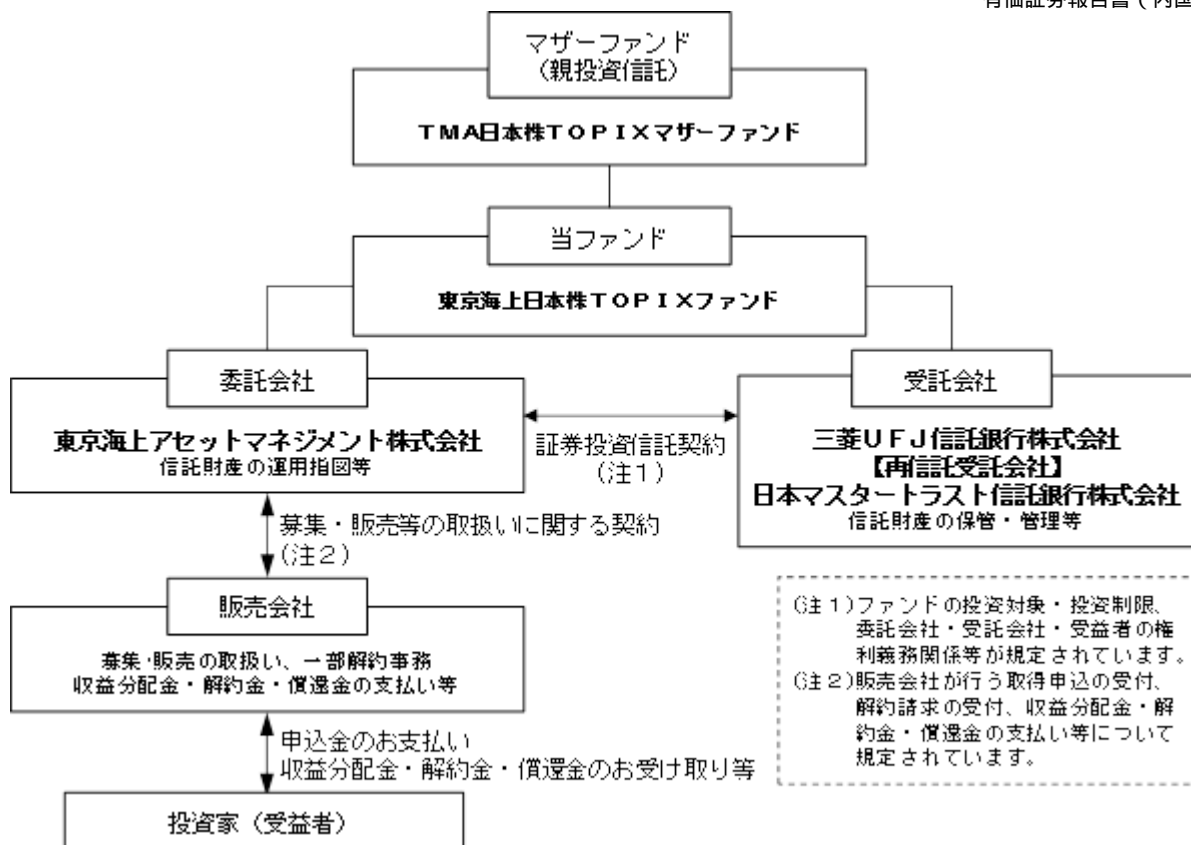 マザーファンド
(親投資信託)
TMA日本株TOPIXマザーファンド
当ファンド
東京海上日本株TOPIXファンド
委託会社
東京海上アセットマネジメント株式会社
信託財産の運用指図等
証券投資信託契約
(注1)
受託会社
三菱UFJ信託銀行株式会社
【再信託受託会社】
日本マスタートラスト信託銀行株式会社
信託財産の保管・管理等
募集・販売等の取扱いに関する契約
(注2)
販売会社
募集・販売の取扱い、一部解約事務
収益分配金・解約金・償還金の支払い等
(注1)ファンドの投資対象・投資制限、
委託会社・受託会社・受益者の権
利義務関係等が規定されています。
(注2)販売会社が行う取得申込の受付、
解約請求の受付、収益分配金・解
約金・償還金の支払い等について
規定されています。
申込金のお支払い
収益分配金・解約金・償還金のお受け取り等
投資家(受益者)